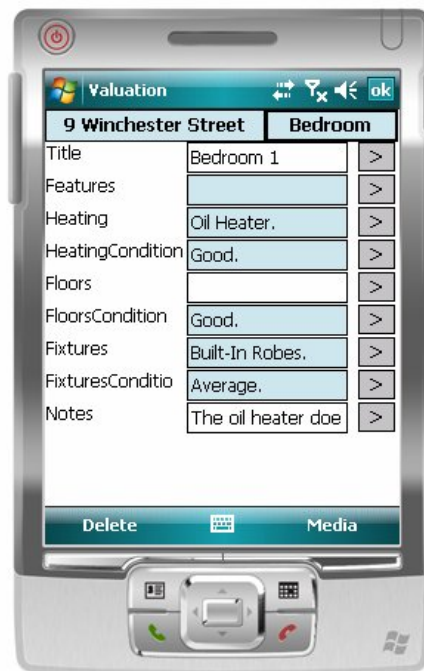 Valuation ok
9 Winchester Street Bedroom
Title Bedroom 1 >
Features >
Heating Oil Heater. >
HeatingCondition Good. >
Floors >
FloorsCondition Good. >
Fixtures Built-In Robes. >
FixturesConditio Average. >
Notes The oil heater doe >
Delete Media